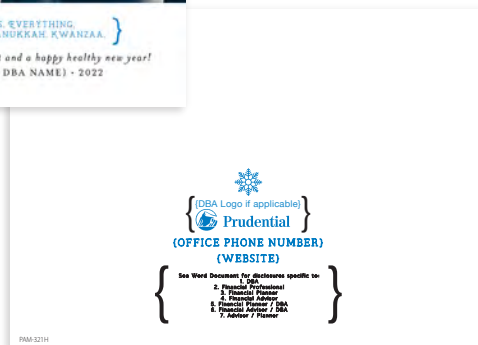 S. EVERYTHING.
ANUKKAH. KWANZAA. }
and a happy healthy new year!
DBA NAME) • 2022
{DBA Logo if applicable}
Prudential
{OFFICE PHONE NUMBER}
{WEBSITE}
See Word Document for disclosures specific to:
1. DBA
2. Financial Professional
3. Financial Planner
4. Financial Advisor
5. Financial Planner / DBA
6. Financial Advisor / DBA
7. Advisor / Planner
PAM-321H